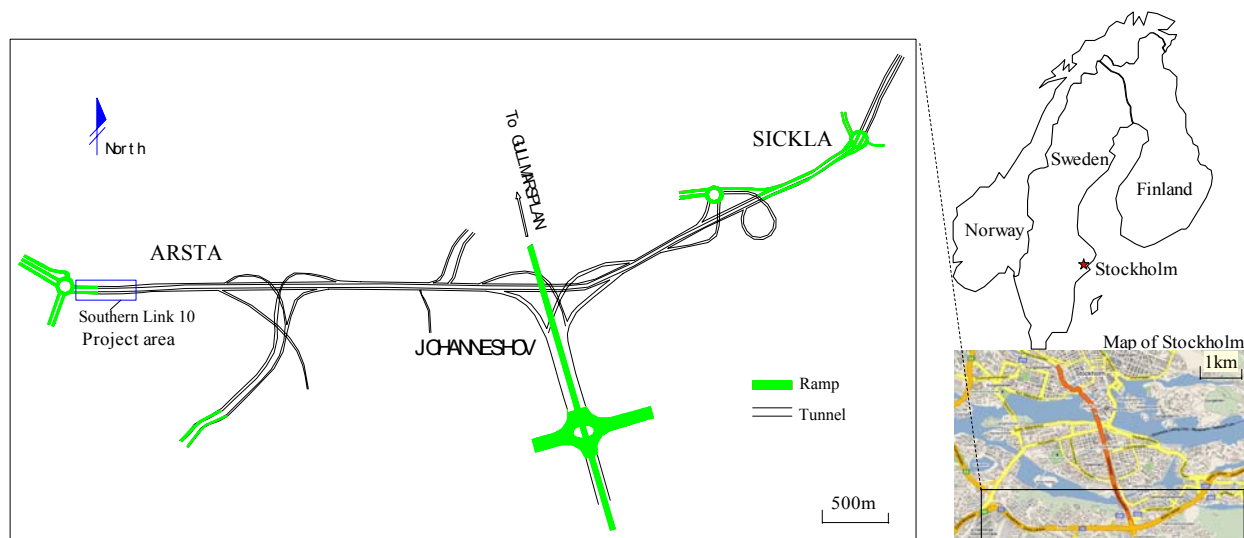 North
ARSTA
Southern Link 10
Project area
To GULLMARSPLAN
JOHANNESHOV
SICKLA
Ramp
Tunnel
500m
Norway
Sweden
Finland
Stockholm
Map of Stockholm
1km